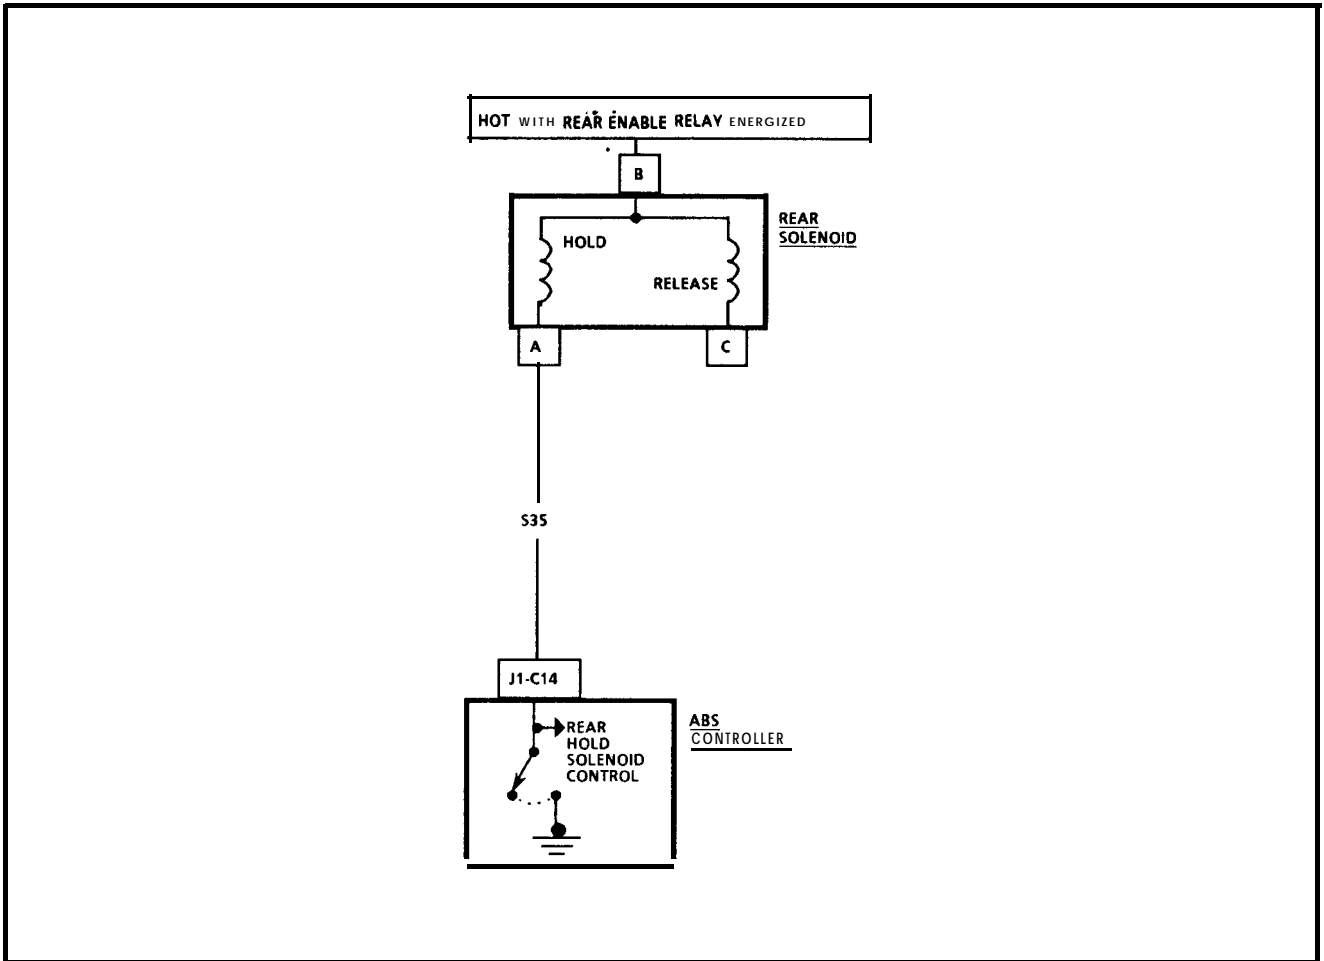 HOT WITH REAR ENABLE RELAY ENERGIZED
B
REAR
SOLENOID
HOLD
RELEASE
A
C
S35
J1-C14
ABS
CONTROLLER
REAR
HOLD
SOLENOID
CONTROL